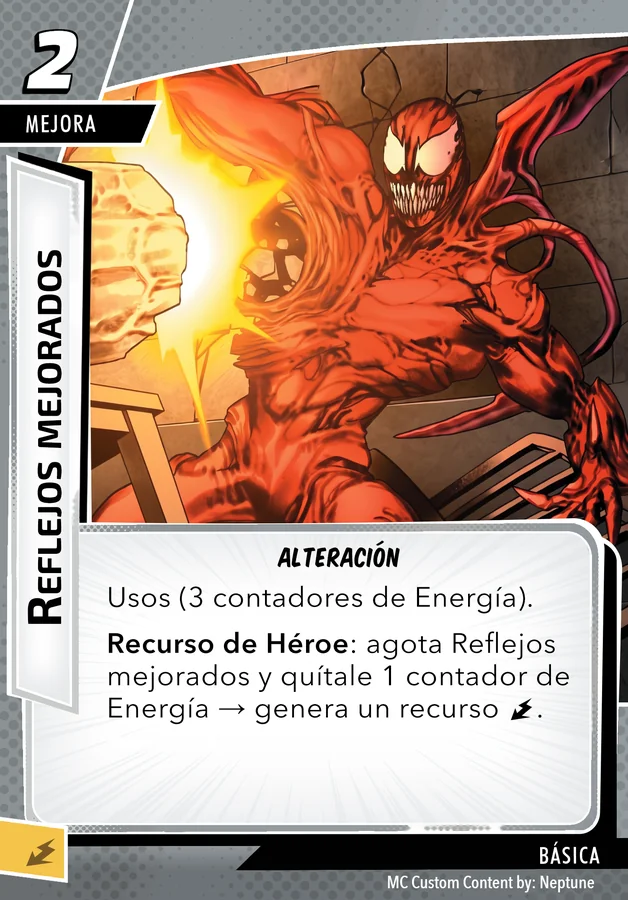 2
MEJORA
REFLEJOS MEJORADOS
ALTERACIÓN
Usos (3 contadores de Energía).
Recurso de Héroe: agota Reflejos
mejorados y quítale 1 contador de
Energía → genera un recurso .
BÁSICA
MC Custom Content by: Neptune